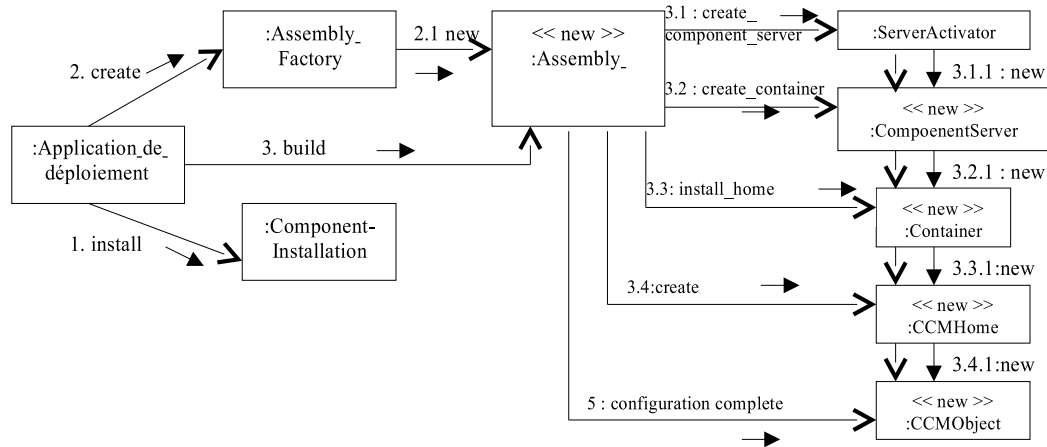 :Assembly_
Factory
2.1 new
<< new >>
:Assembly_
3.1 : create_
component_server
:ServerActivator
2. create
3.1.1 : new
3.2 : create_container
<< new >>
:CompoenentServer
:Application_de_
déploiement
3. build
3.2.1 : new
3.3: install_home
<< new >>
:Container
:Component-
Installation
1. install
3.3.1:new
3.4:create
<< new >>
:CCMHome
3.4.1:new
5 : configuration complete
<< new >>
:CCMObject